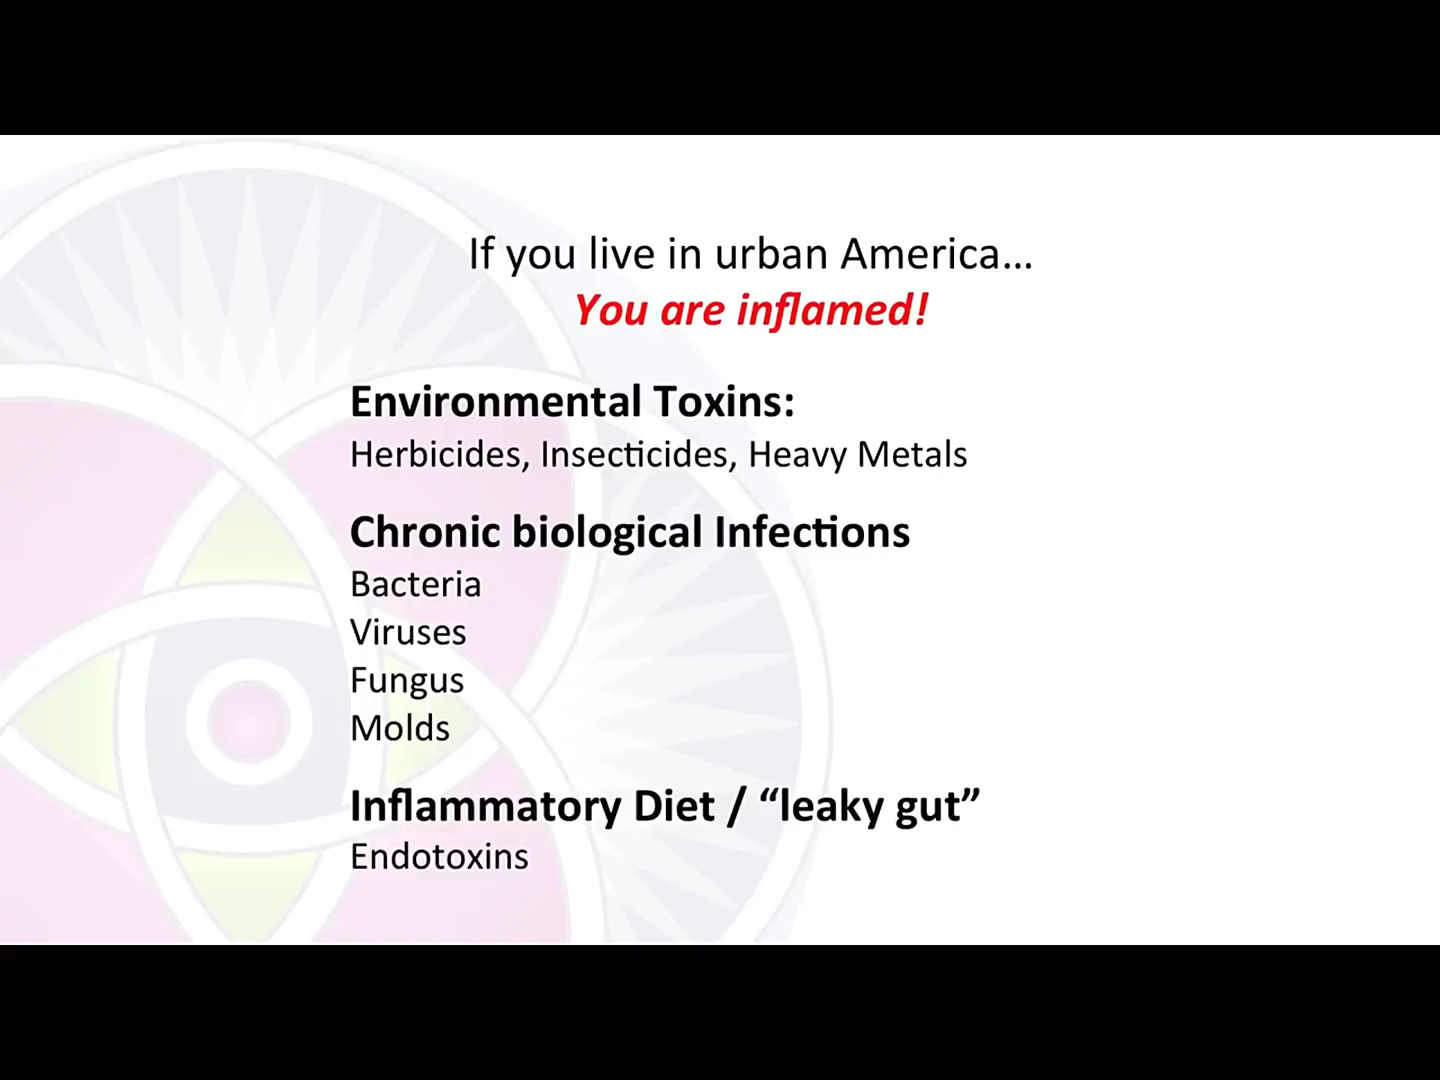 If you live in urban America...
You are inflamed!
Environmental Toxins:
Herbicides, Insecticides, Heavy Metals
Chronic biological Infections
Bacteria
Viruses
Fungus
Molds
Inflammatory Diet / “leaky gut”
Endotoxins